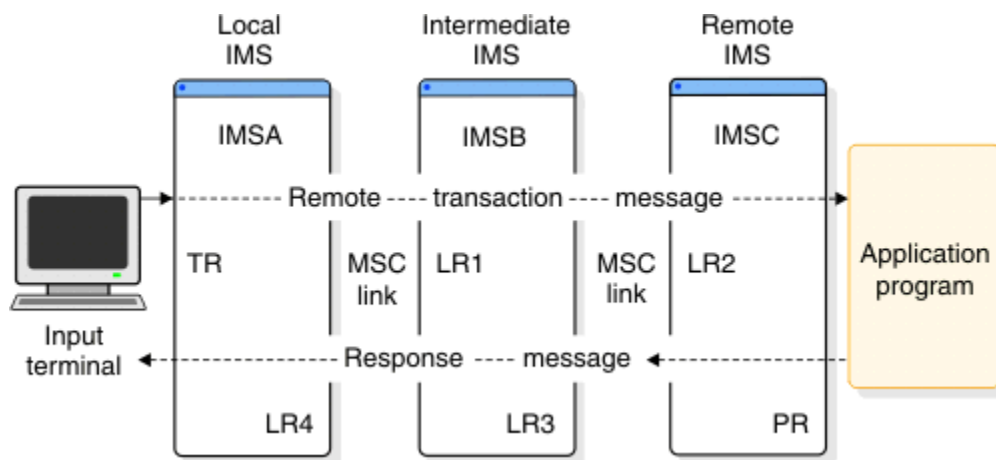 Local
IMS
Intermediate
IMS
Remote
IMS
IMSA
IMSB
IMSC
Remote transaction message
TR
MSC
link
LR1
MSC
link
LR2
Application
program
Input
terminal
Response message
LR4
LR3
PR